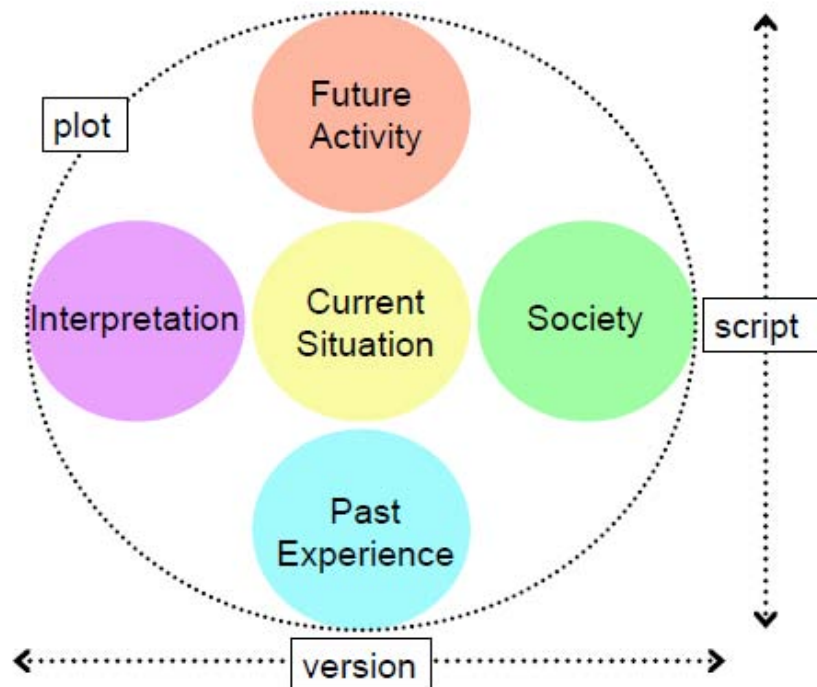 Future
Activity
plot
Interpretation
Current
Situation
Society
script
Past
Experience
version